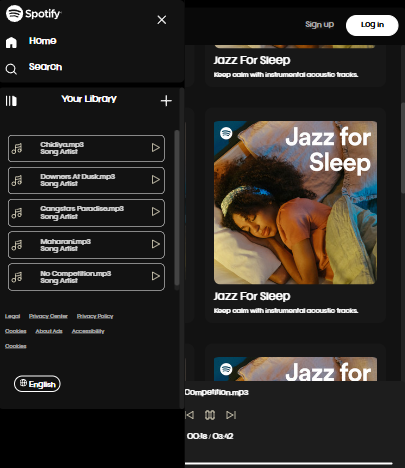 Spotify
Home
Search
Your Library
Chidiya.mp3
Song Artist
Downers At Dusk.mp3
Song Artist
Gangstas Paradise.mp3
Song Artist
Maharani.mp3
Song Artist
No Competition.mp3
Song Artist
Legal Privacy Center Privacy Policy
Cookies About Ads Accessibility
Cookies
English
Sign up Log in
Jazz For Sleep
Keep calm with instrumental acoustic tracks.
Jazz for
Sleep
Jazz For Sleep
Keep calm with instrumental acoustic tracks.
Jazz for
Competition.mp3
00:18 / 03:42